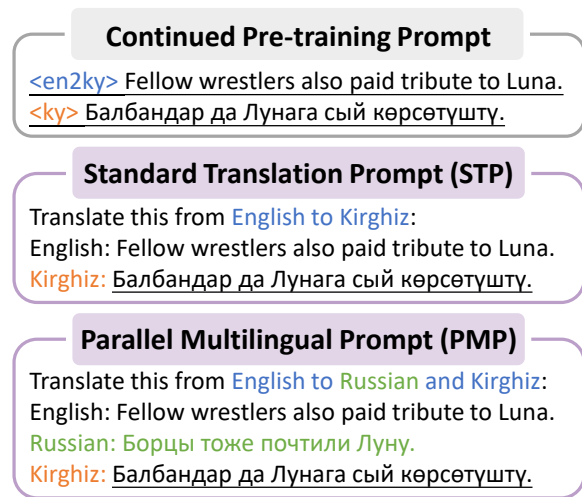 Continued Pre-training Prompt
<en2ky> Fellow wrestlers also paid tribute to Luna.
<ky> Балбандар да Лунага сый көрсөтүштү.
Standard Translation Prompt (STP)
Translate this from English to Kirghiz:
English: Fellow wrestlers also paid tribute to Luna.
Kirghiz: Балбандар да Лунага сый көрсөтүштү.
Parallel Multilingual Prompt (PMP)
Translate this from English to Russian and Kirghiz:
English: Fellow wrestlers also paid tribute to Luna.
Russian: Борцы тоже почтили Луну.
Kirghiz: Балбандар да Лунага сый көрсөтүштү.